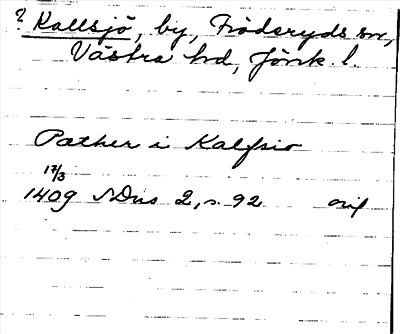 ? Kallsjö, by, Fröderyds sn,
Västra hd, Jönk. l.
Pather i Kalfsio
17/3
1409 SDns 2, s. 92 orig